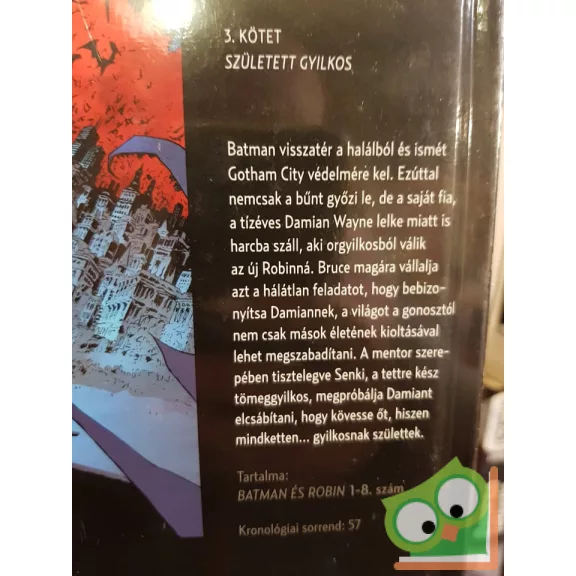 3. KÖTET
SZÜLETETT GYILKOS
Batman visszatér a halálból és ismét
Gotham City védelmére kel. Ezúttal
nemcsak a bűnt győzi le, de a saját fia,
a tízéves Damian Wayne lelke miatt is
harcba száll, aki orgyilkosból válik
az új Robinná. Bruce magára vállalja
azt a hálátlan feladatot, hogy bebizo-
nyítsa Damiannek, a világot a gonosztól
nem csak mások életének kioltásával
lehet megszabadítani. A mentor szere-
pében tisztelegve Senki, a tettre kész
tömeggyilkos, megpróbálja Damiant
elcsábítani, hogy kövesse őt, hiszen
mindketten... gyilkosnak születtek.
Tartalma:
BATMAN ÉS ROBIN 1-8. szám
Kronológiai sorrend: 57